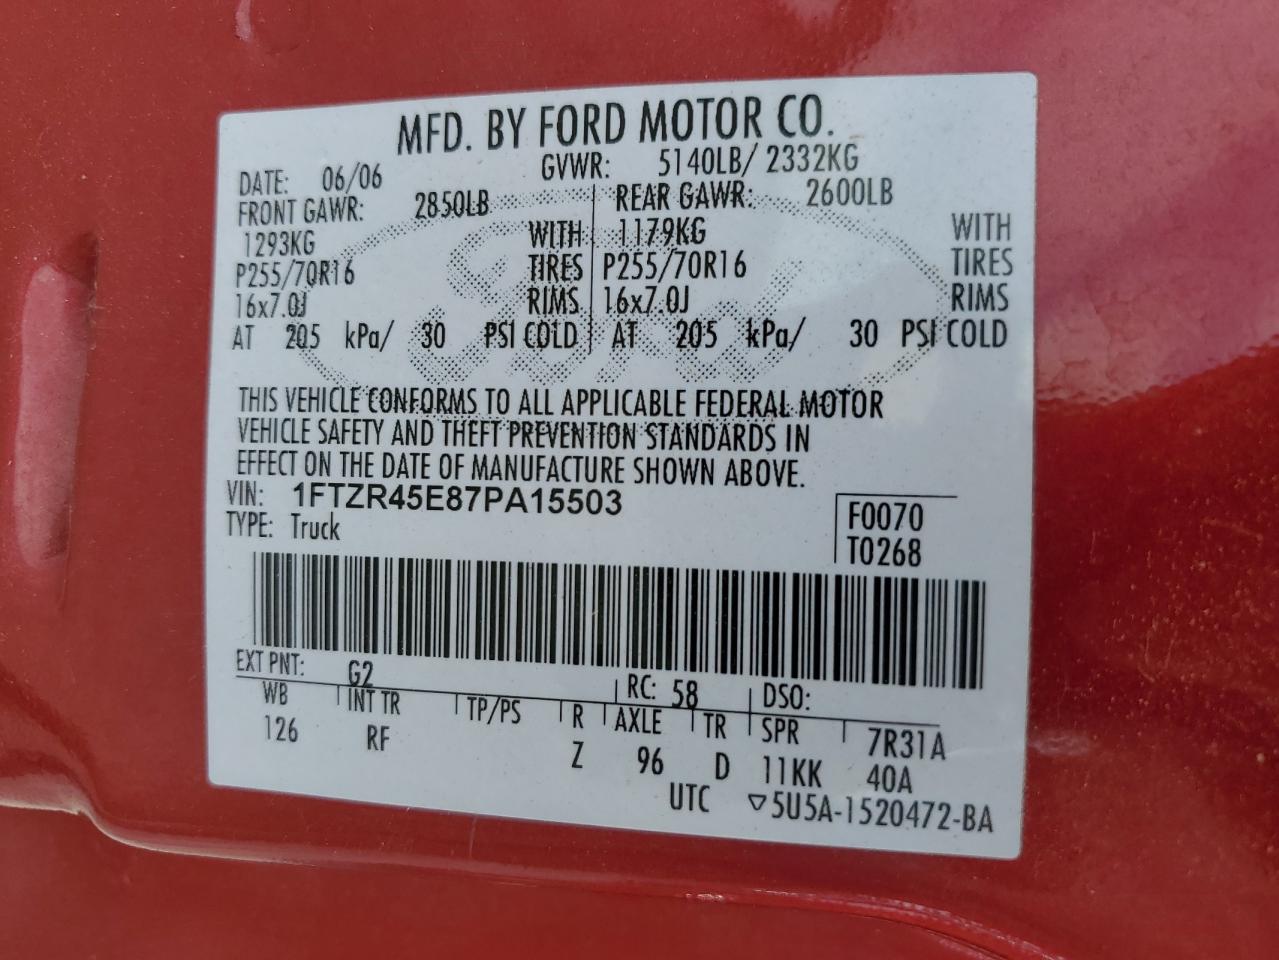 MFD. BY FORD MOTOR CO.
DATE: 06/06 GVWR: 5140LB/ 2332KG
FRONT GAWR: 2850LB REAR GAWR: 2600LB
1293KG WITH 1179KG WITH
P255/70R16 TIRES P255/70R16 TIRES
16x7.0J RIMS 16x7.0J RIMS
AT 205 kPa/ 30 PSI COLD AT 205 kPa/ 30 PSI COLD
THIS VEHICLE CONFORMS TO ALL APPLICABLE FEDERAL MOTOR
VEHICLE SAFETY AND THEFT PREVENTION STANDARDS IN
EFFECT ON THE DATE OF MANUFACTURE SHOWN ABOVE.
VIN: 1FTZR45E87PA15503
TYPE: Truck
F0070
T0268
EXT PNT: G2 RC: 58 DSO:
WB INT TR TP/PS R AXLE TR SPR 7R31A
126 RF Z 96 D 11KK 40A
UTC ▽5U5A-1520472-BA